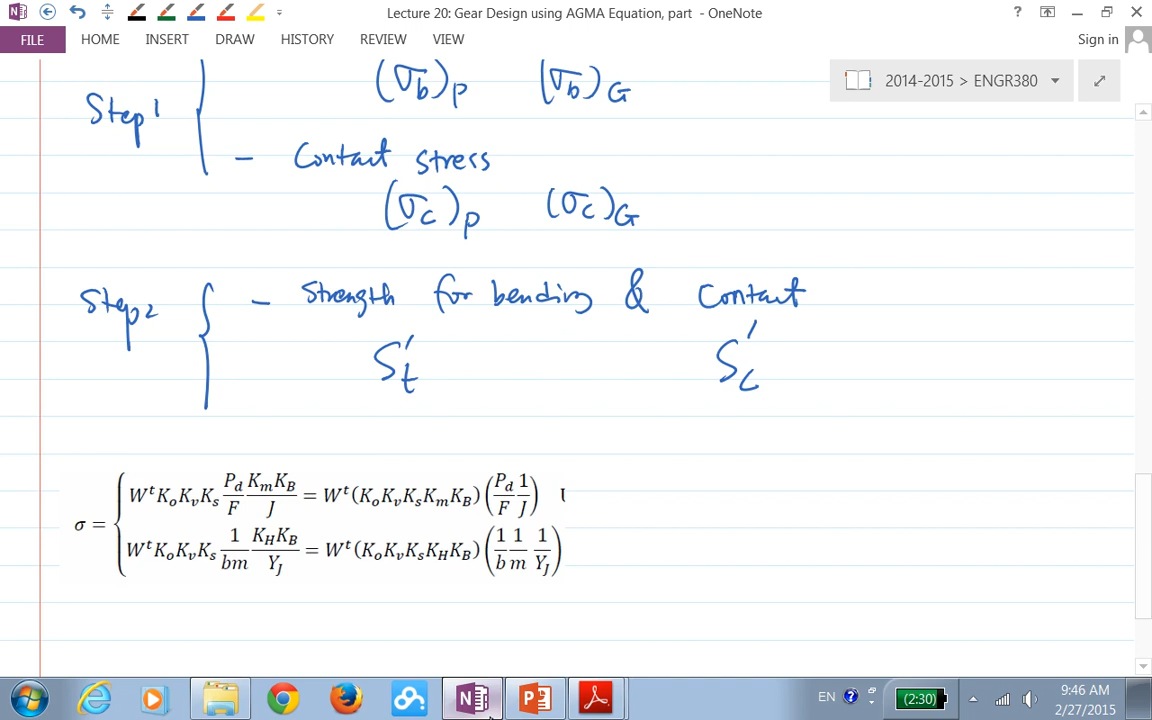 Lecture 20: Gear Design using AGMA Equation, part - OneNote
FILE HOME INSERT DRAW HISTORY REVIEW VIEW
Sign in
2014-2015 > ENGR380
(σb)P (σb)G
Step 1
- Contact stress
(σc)P (σc)G
Step 2
- Strength for bending & Contact
S't S'c
σ = { W^t K_o K_v K_s (P_d/F) (K_m K_B/J) = W^t (K_o K_v K_s K_m K_B) (P_d/F 1/J) U
W^t K_o K_v K_s (1/bm) (K_H K_B/Y_J) = W^t (K_o K_v K_s K_H K_B) (1/b 1/m 1/Y_J)
EN
(2:30)
9:46 AM
2/27/2015